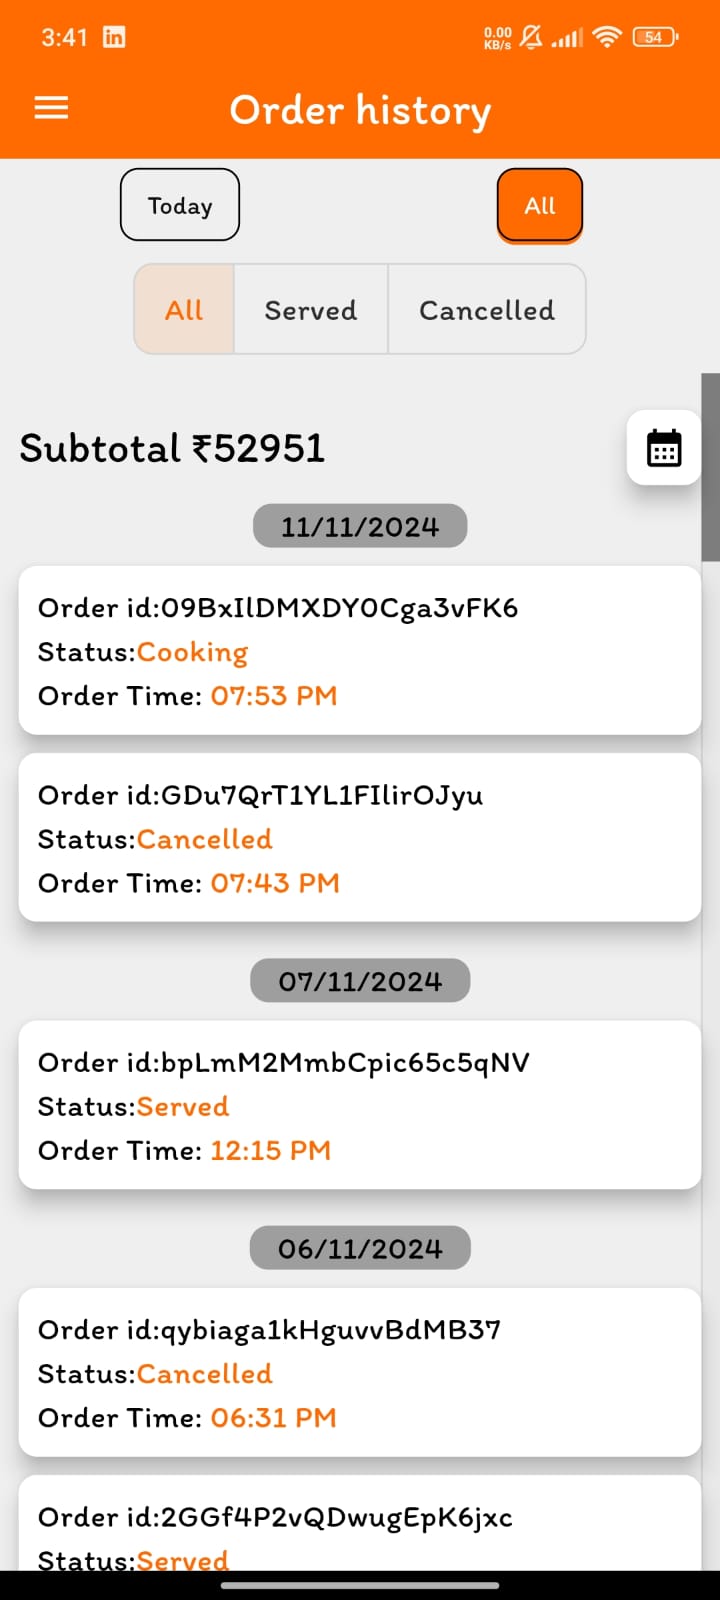 3:41 in 0.00 KB/s 54
Order history
Today All
All Served Cancelled
Subtotal ₹52951
11/11/2024
Order id:09BxIlDMXDY0Cga3vFK6
Status:Cooking
Order Time: 07:53 PM
Order id:GDu7QrT1YL1FIlirOJyu
Status:Cancelled
Order Time: 07:43 PM
07/11/2024
Order id:bpLmM2MmbCpic65c5qNV
Status:Served
Order Time: 12:15 PM
06/11/2024
Order id:qybiaga1kHguvvBdMB37
Status:Cancelled
Order Time: 06:31 PM
Order id:2GGf4P2vQDwugEpK6jxc
Status:Served